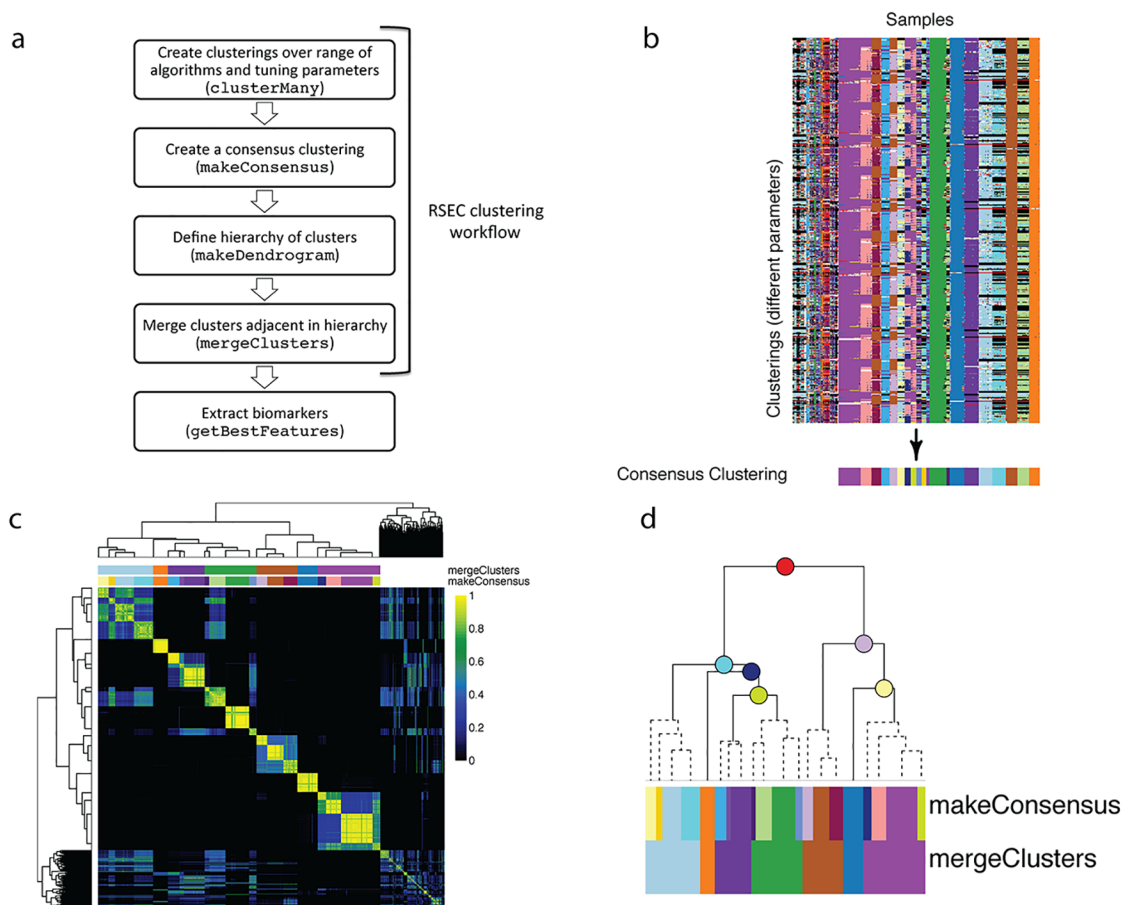 a
Create clusterings over range of
algorithms and tuning parameters
(clusterMany)
Create a consensus clustering
(makeConsensus)
Define hierarchy of clusters
(makeDendrogram)
Merge clusters adjacent in hierarchy
(mergeClusters)
Extract biomarkers
(getBestFeatures)
RSEC clustering
workflow
b
Samples
Clusterings (different parameters)
Consensus Clustering
c
mergeClusters
makeConsensus
1
0.8
0.6
0.4
0.2
0
d
makeConsensus
mergeClusters